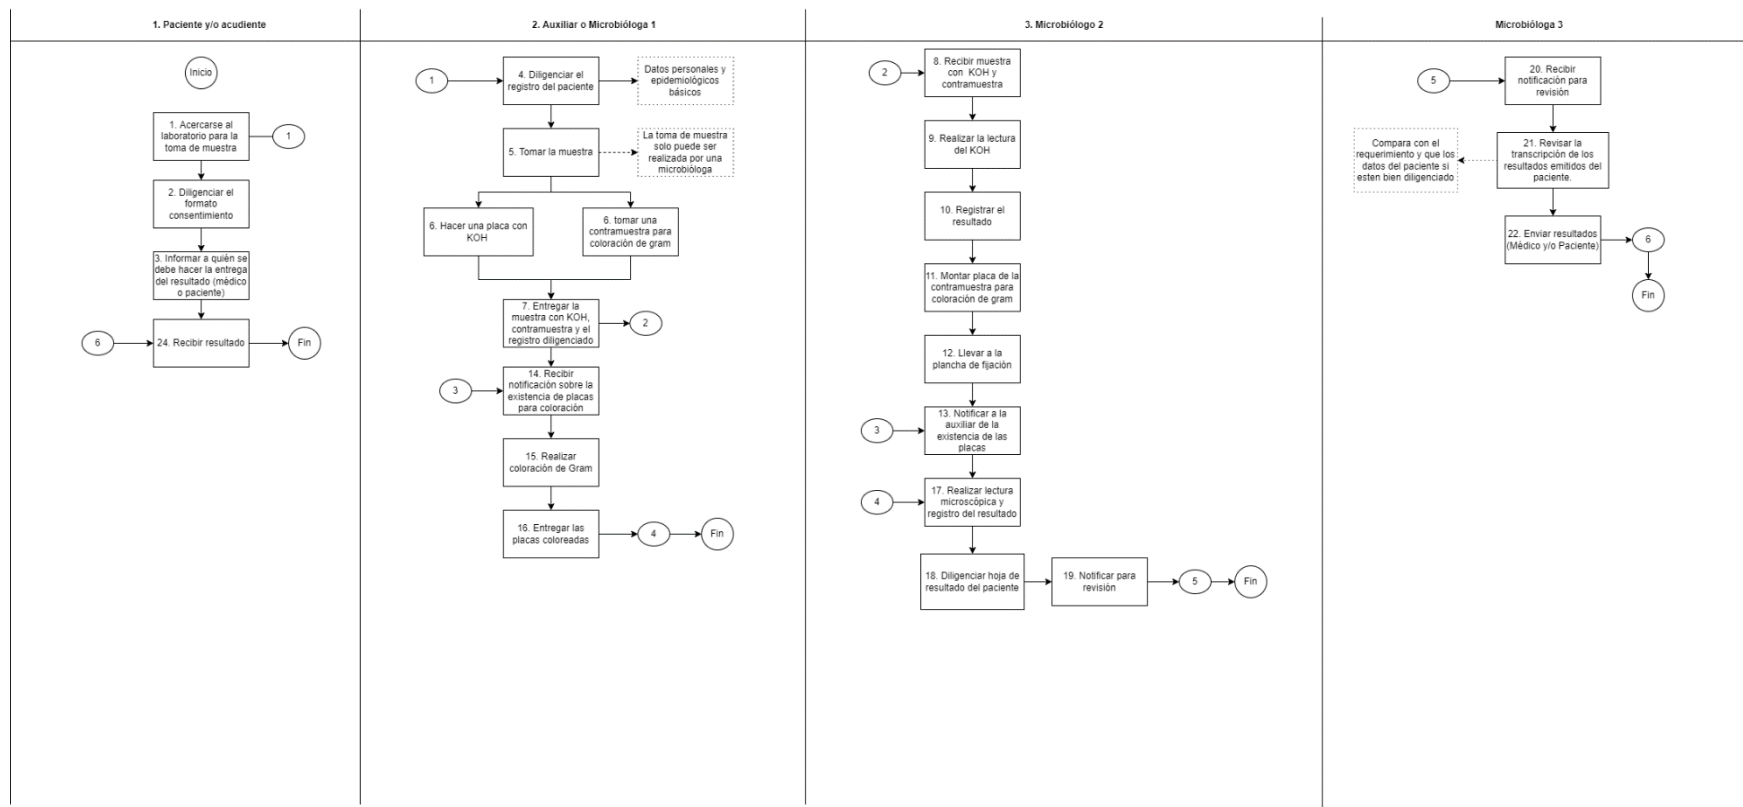 1. Paciente y/o acudiente
2. Auxiliar o Microbióloga 1
3. Microbiólogo 2
Microbióloga 3
Inicio
1. Acercarse al
laboratorio para la
toma de muestra
1
2. Diligenciar el
formato
consentimiento
3. Informar a quién se
debe hacer la entrega
del resultado (médico
o paciente)
6
24. Recibir resultado
Fin
1
4. Diligenciar el
registro del paciente
Datos personales y
epidemiológicos
básicos
5. Tomar la muestra
La toma de muestra
solo puede ser
realizada por una
microbióloga
6. Hacer una placa con
KOH
6. tomar una
contramuestra para
coloración de gram
7. Entregar la
muestra con KOH,
contramuestra y el
registro diligenciado
2
3
14. Recibir
notificación sobre la
existencia de placas
para coloración
15. Realizar
coloración de Gram
16. Entregar las
placas coloreadas
4
Fin
2
8. Recibir muestra
con KOH y
contramuestra
9. Realizar la lectura
del KOH
10. Registrar el
resultado
11. Montar placa de la
contramuestra para
coloración de gram
12. Llevar a la
plancha de fijación
3
13. Notificar a la
auxiliar de la
existencia de las
placas
4
17. Realizar lectura
microscópica y
registro del resultado
18. Diligenciar hoja de
resultado del paciente
19. Notificar para
revisión
5
Fin
5
20. Recibir
notificación para
revisión
Compara con el
requerimiento y que los
datos del paciente si
esten bien diligenciado
21. Revisar la
transcripción de los
resultados emitidos del
paciente.
22. Enviar resultados
(Médico y/o Paciente)
6
Fin